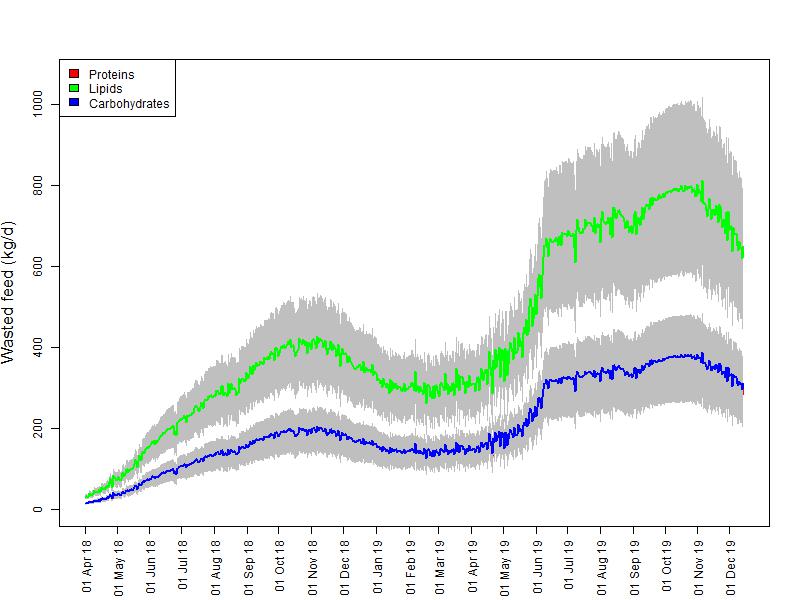 Proteins
Lipids
Carbohydrates
Wasted feed (kg/d)
1000
800
600
400
200
0
01 Apr 18
01 May 18
01 Jun 18
01 Jul 18
01 Aug 18
01 Sep 18
01 Oct 18
01 Nov 18
01 Dec 18
01 Jan 19
01 Feb 19
01 Mar 19
01 Apr 19
01 May 19
01 Jun 19
01 Jul 19
01 Aug 19
01 Sep 19
01 Oct 19
01 Nov 19
01 Dec 19